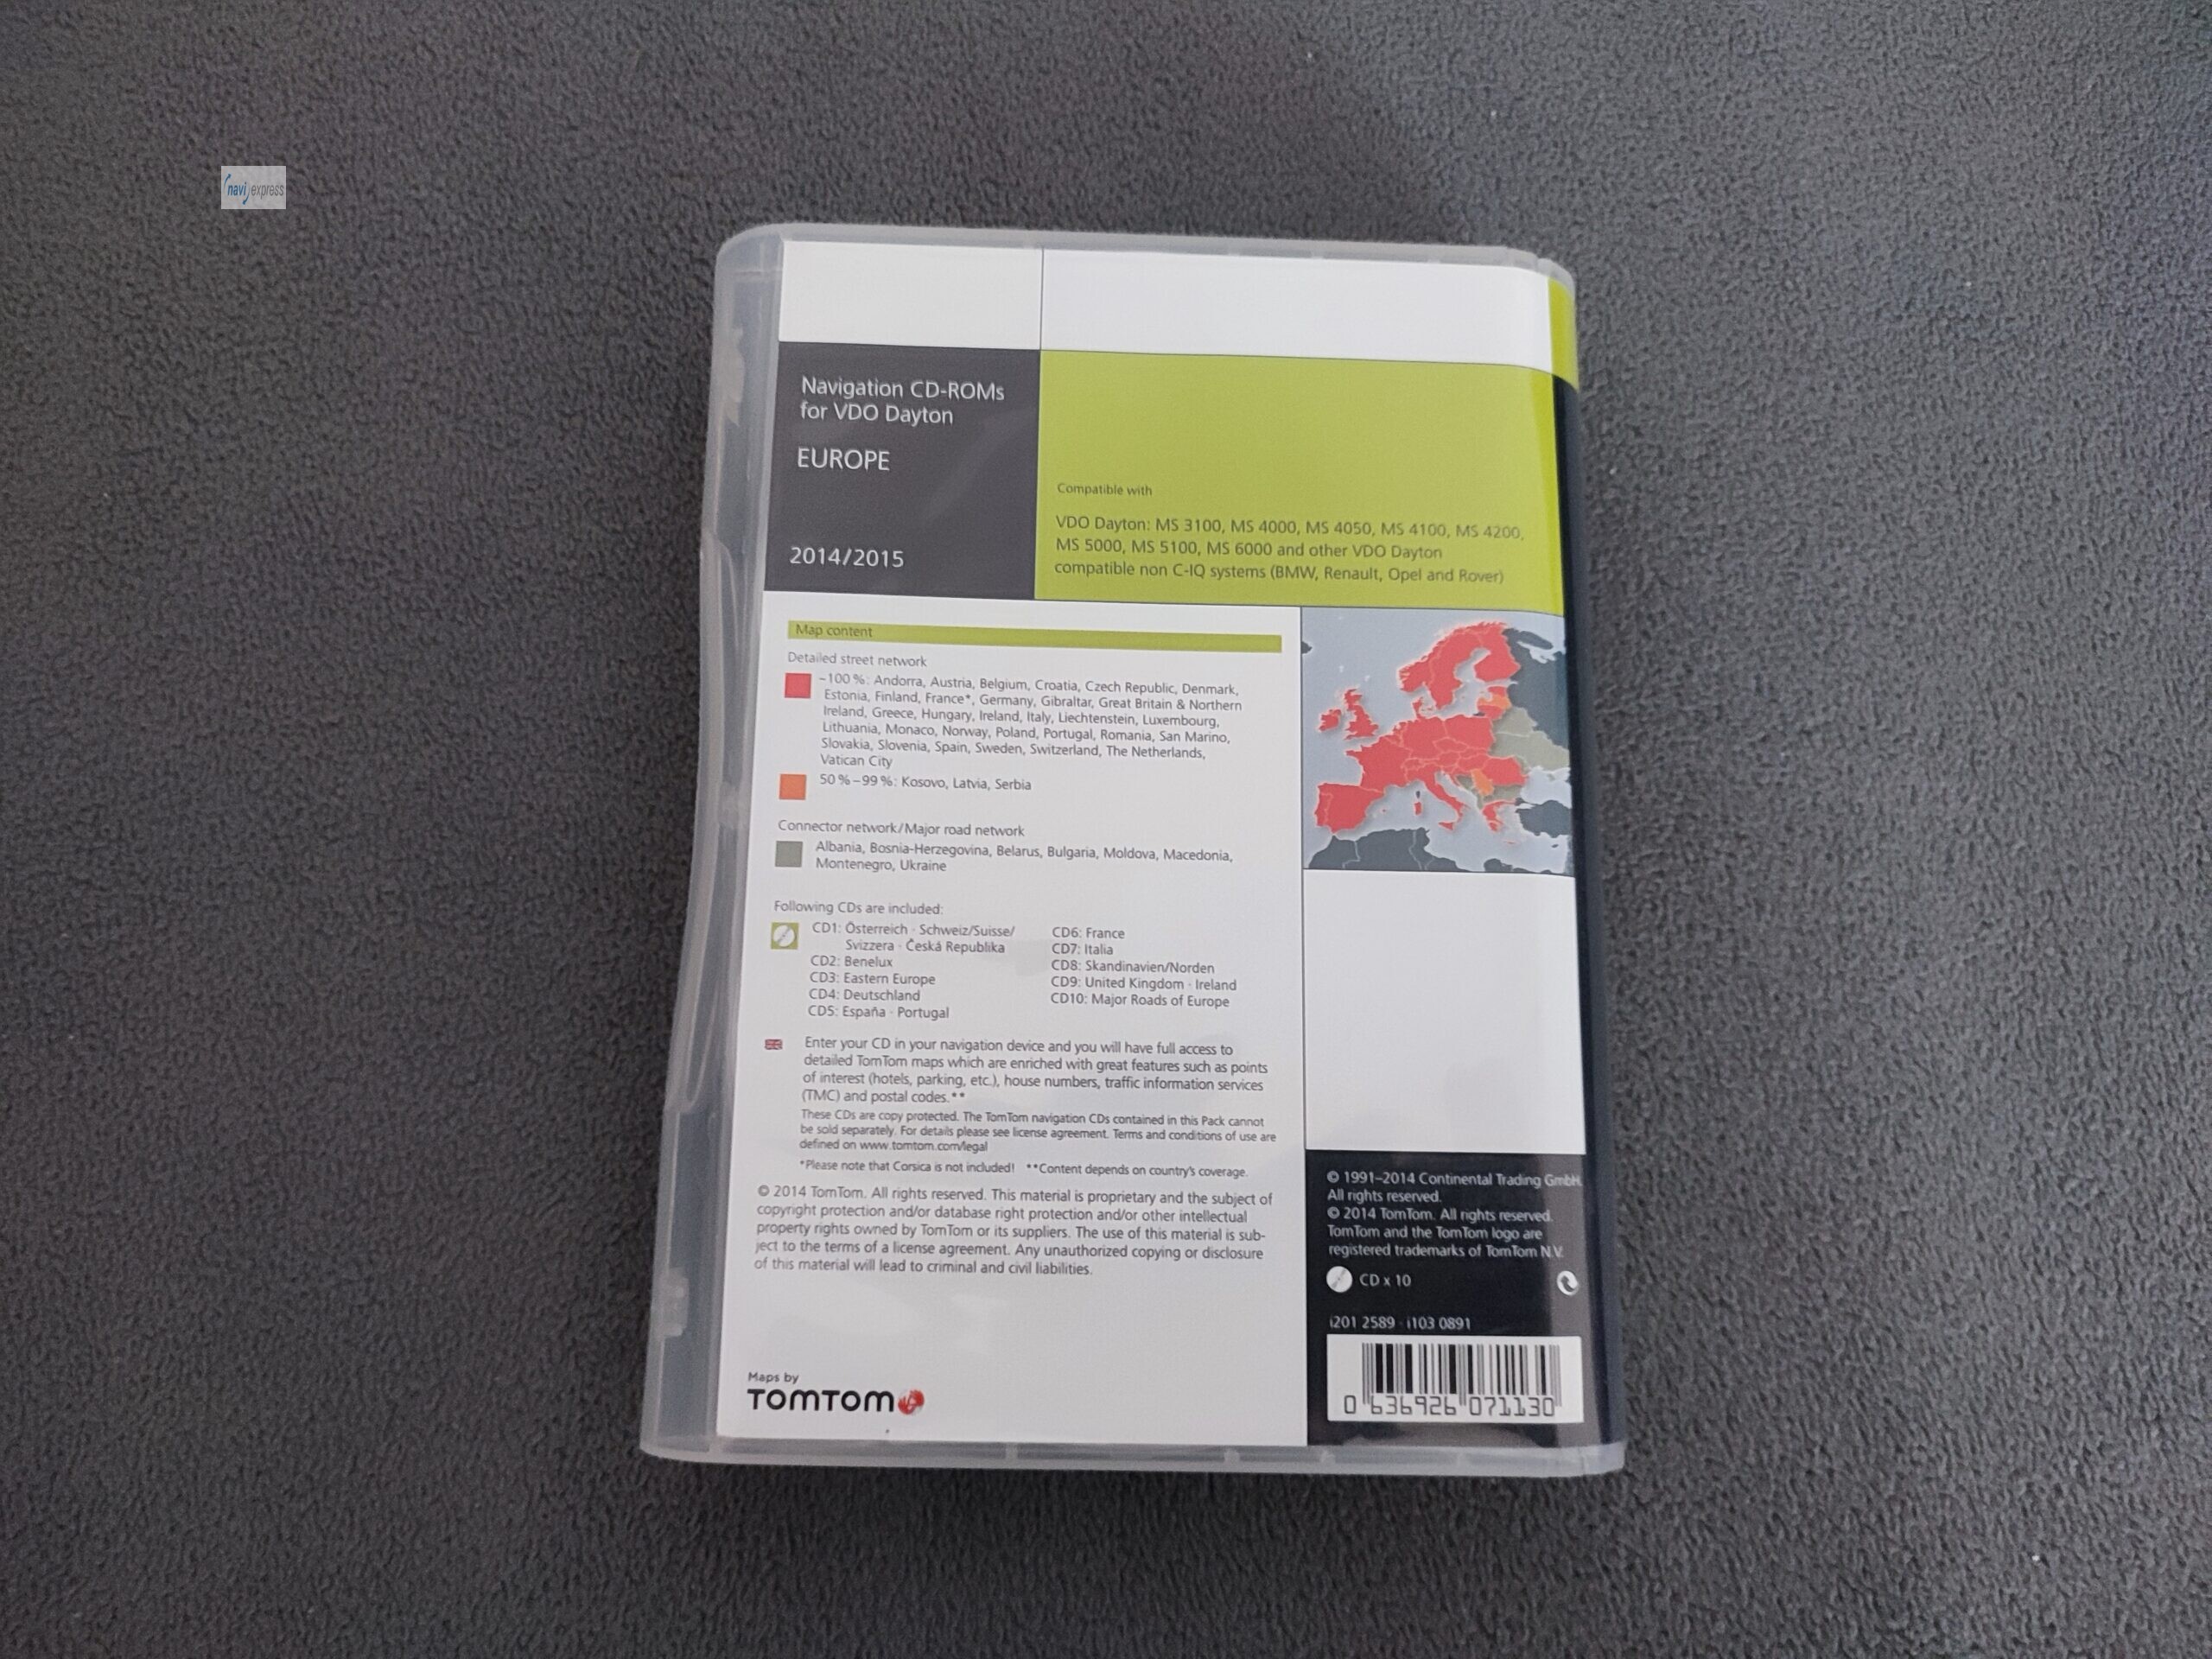 navi express
Navigation CD-ROMs
for VDO Dayton
EUROPE
2014/2015
Compatible with
VDO Dayton: MS 3100, MS 4000, MS 4050, MS 4100, MS 4200,
MS 5000, MS 5100, MS 6000 and other VDO Dayton
compatible non C-IQ systems (BMW, Renault, Opel and Rover)
Map content
Detailed street network
~100 %: Andorra, Austria, Belgium, Croatia, Czech Republic, Denmark,
Estonia, Finland, France*, Germany, Gibraltar, Great Britain & Northern
Ireland, Greece, Hungary, Ireland, Italy, Liechtenstein, Luxembourg,
Lithuania, Monaco, Norway, Poland, Portugal, Romania, San Marino,
Slovakia, Slovenia, Spain, Sweden, Switzerland, The Netherlands,
Vatican City
50 %–99 %: Kosovo, Latvia, Serbia
Connector network/Major road network
Albania, Bosnia-Herzegovina, Belarus, Bulgaria, Moldova, Macedonia,
Montenegro, Ukraine
Following CDs are included:
CD1: Österreich · Schweiz/Suisse/
Svizzera · Česká Republika
CD2: Benelux
CD3: Eastern Europe
CD4: Deutschland
CD5: España · Portugal
CD6: France
CD7: Italia
CD8: Skandinavien/Norden
CD9: United Kingdom · Ireland
CD10: Major Roads of Europe
Enter your CD in your navigation device and you will have full access to
detailed TomTom maps which are enriched with great features such as points
of interest (hotels, parking, etc.), house numbers, traffic information services
(TMC) and postal codes.**
These CDs are copy protected. The TomTom navigation CDs contained in this Pack cannot
be sold separately. For details please see license agreement. Terms and conditions of use are
defined on www.tomtom.com/legal
*Please note that Corsica is not included! **Content depends on country's coverage.
© 2014 TomTom. All rights reserved. This material is proprietary and the subject of
copyright protection and/or database right protection and/or other intellectual
property rights owned by TomTom or its suppliers. The use of this material is sub-
ject to the terms of a license agreement. Any unauthorized copying or disclosure
of this material will lead to criminal and civil liabilities.
Maps by
TOMTOM
© 1991–2014 Continental Trading GmbH.
All rights reserved.
© 2014 TomTom. All rights reserved.
TomTom and the TomTom logo are
registered trademarks of TomTom N.V.
CD x 10
i201 2589 · i103 0891
0 636926 071130